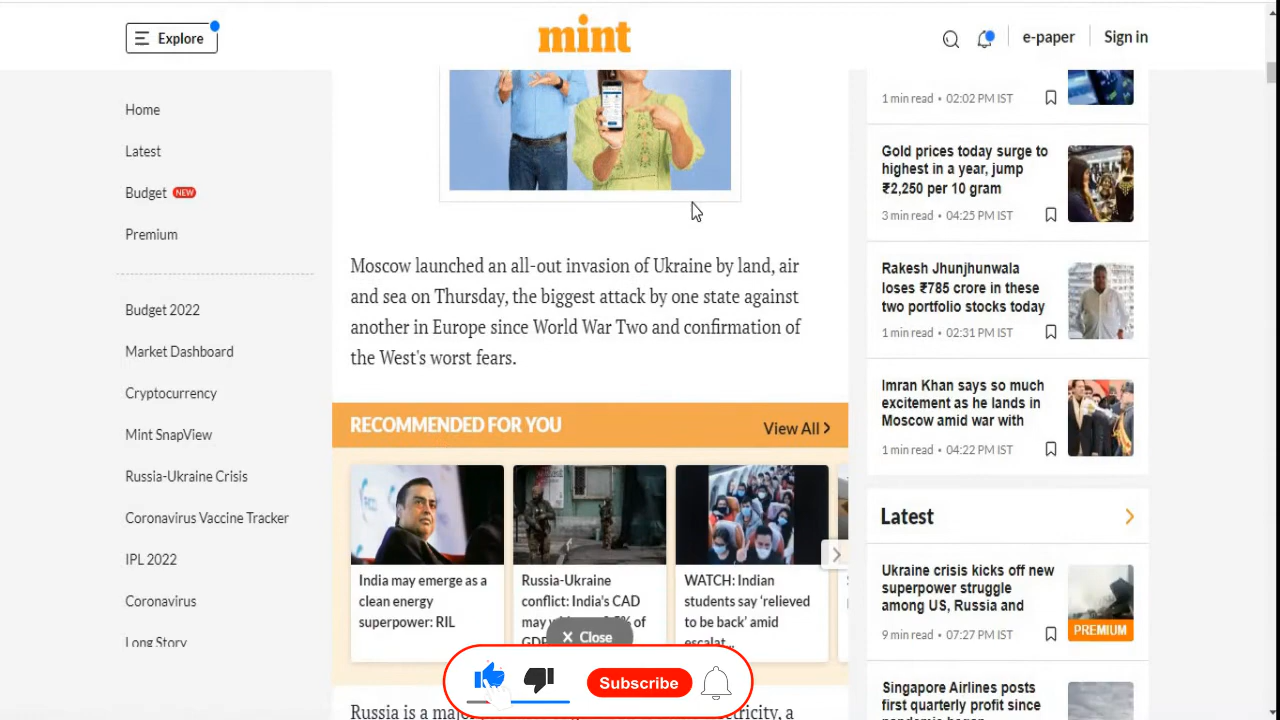 Explore
mint
e-paper
Sign in
Home
Latest
Budget NEW
Premium
Budget 2022
Market Dashboard
Cryptocurrency
Mint SnapView
Russia-Ukraine Crisis
Coronavirus Vaccine Tracker
IPL 2022
Coronavirus
Long Story
Moscow launched an all-out invasion of Ukraine by land, air
and sea on Thursday, the biggest attack by one state against
another in Europe since World War Two and confirmation of
the West's worst fears.
RECOMMENDED FOR YOU
View All
India may emerge as a
clean energy
superpower: RIL
Russia-Ukraine
conflict: India's CAD
may of
GDP
WATCH: Indian
students say ‘relieved
to be back’ amid
escalat...
× Close
Subscribe
Russia is a
1 min read • 02:02 PM IST
Gold prices today surge to
highest in a year, jump
₹2,250 per 10 gram
3 min read • 04:25 PM IST
Rakesh Jhunjhunwala
loses ₹785 crore in these
two portfolio stocks today
1 min read • 02:31 PM IST
Imran Khan says so much
excitement as he lands in
Moscow amid war with
1 min read • 04:22 PM IST
Latest
Ukraine crisis kicks off new
superpower struggle
among US, Russia and
9 min read • 07:27 PM IST
PREMIUM
Singapore Airlines posts
first quarterly profit since